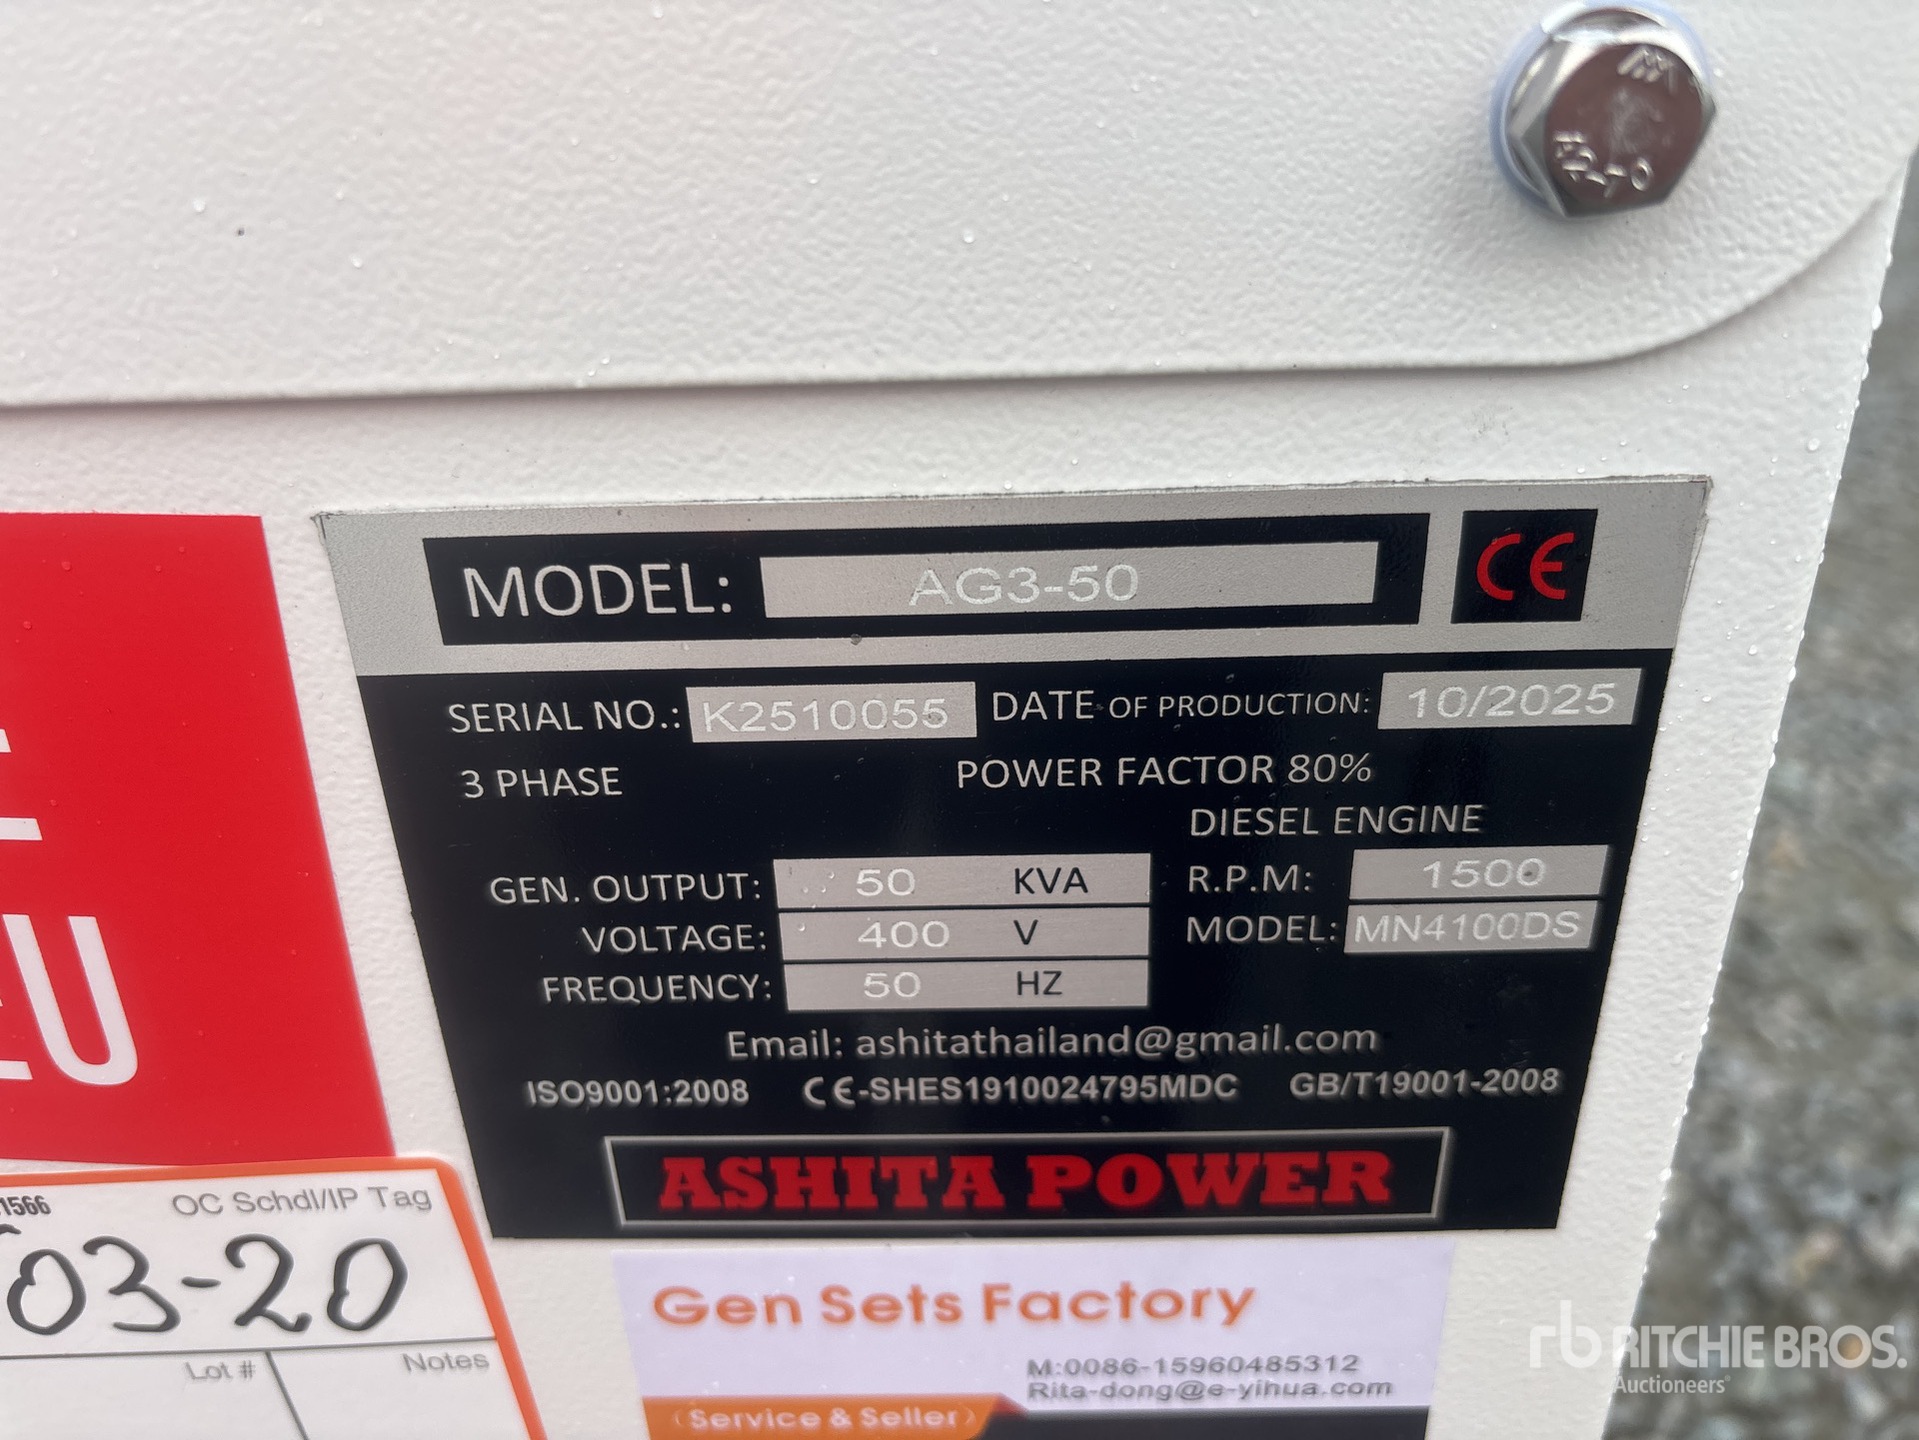 MODEL: AG3-50 CE
SERIAL NO.: K2510055 DATE OF PRODUCTION: 10/2025
3 PHASE POWER FACTOR 80%
DIESEL ENGINE
GEN. OUTPUT: 50 KVA R.P.M: 1500
VOLTAGE: 400 V MODEL: MN4100DS
FREQUENCY: 50 HZ
Email: ashitathailand@gmail.com
ISO9001:2008 CE-SHES1910024795MDC GB/T19001-2008
ASHITA POWER
1566 OC Schdl/IP Tag
03-20
Lot # Notes
Gen Sets Factory
M:0086-15960485312
Rita-dong@e-yihua.com
(Service & Seller)
rb RITCHIE BROS.
Auctioneers